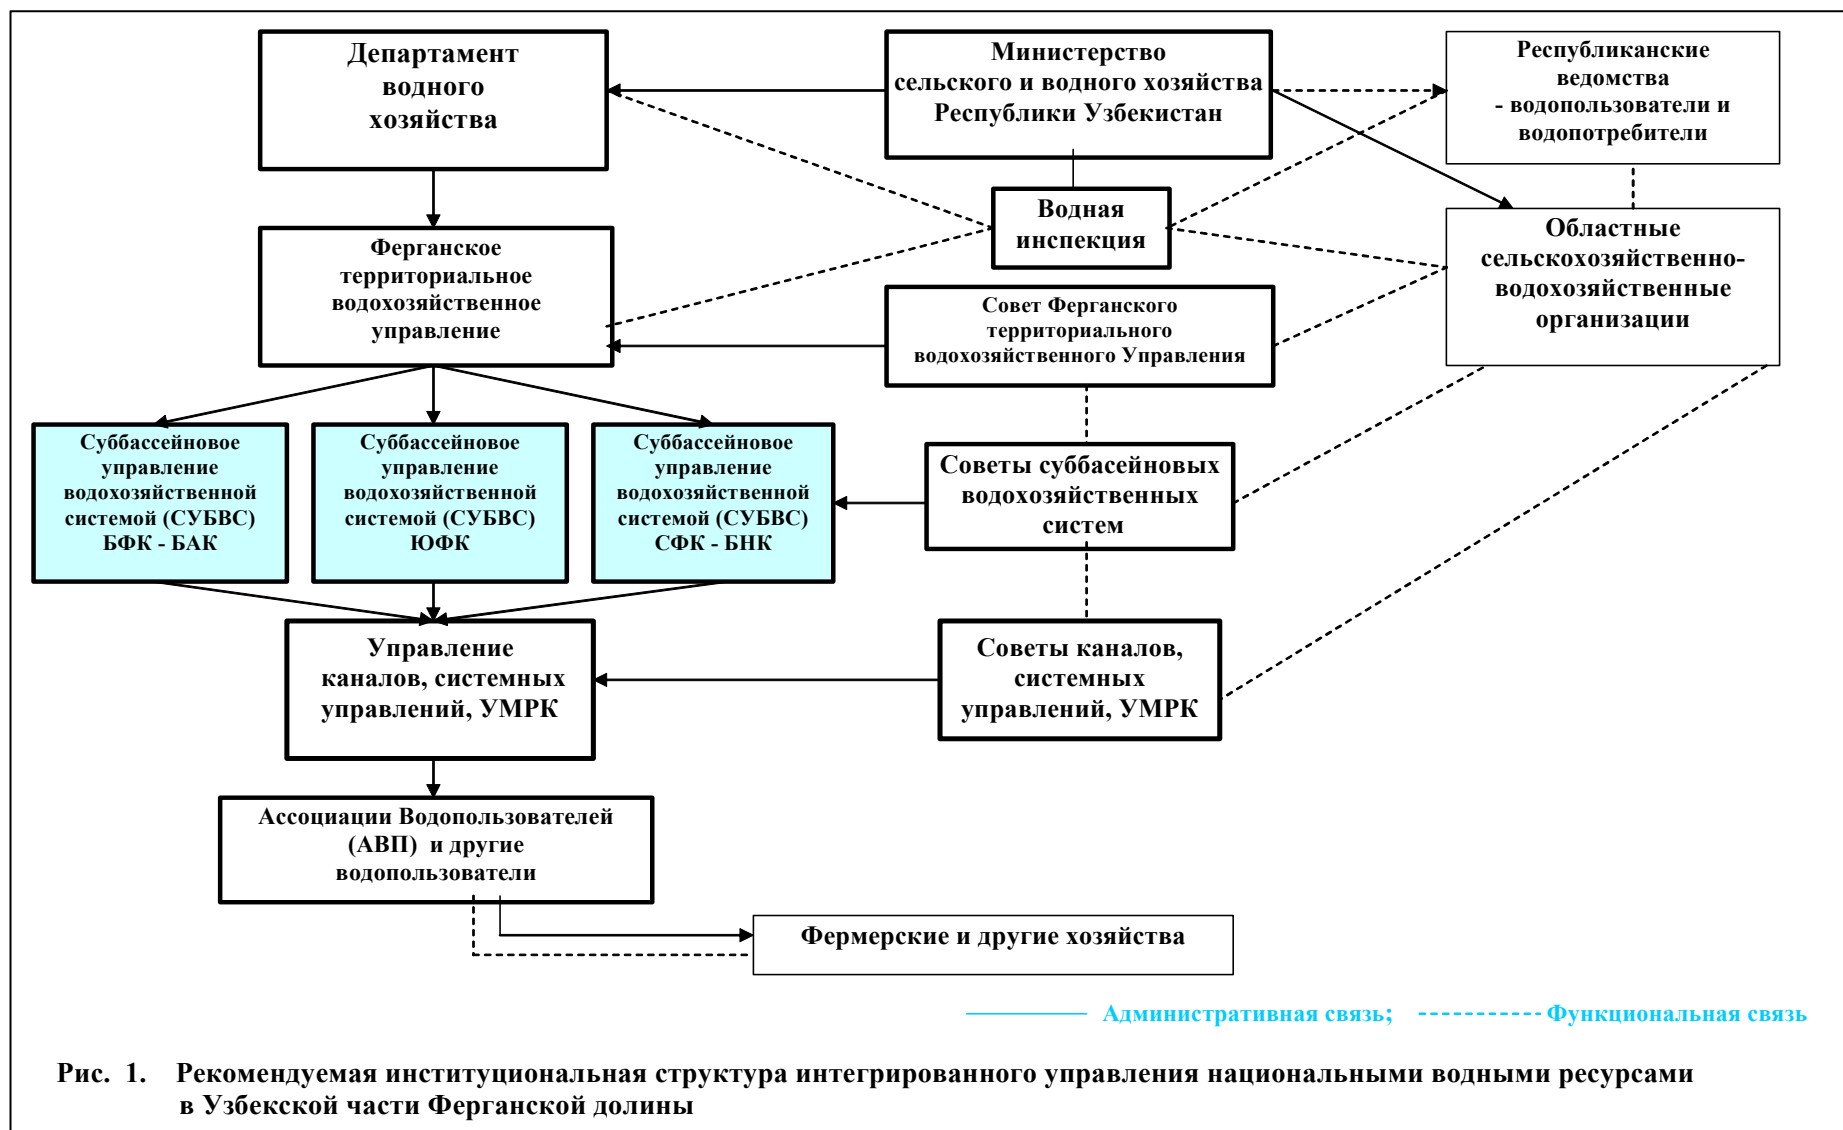 Департамент
водного
хозяйства
Министерство
сельского и водного хозяйства
Республики Узбекистан
Республиканские
ведомства
- водопользователи и
водопотребители
Водная
инспекция
Областные
сельскохозяйственно-
водохозяйственные
организации
Ферганское
территориальное
водохозяйственное
управление
Совет Ферганского
территориального
водохозяйственного Управления
Суббассейновое
управление
водохозяйственной
системой (СУБВС)
БФК - БАК
Суббассейновое
управление
водохозяйственной
системой (СУБВС)
ЮФК
Суббассейновое
управление
водохозяйственной
системой (СУБВС)
СФК - БНК
Советы суббасейновых
водохозяйственных
систем
Управление
каналов, системных
управлений, УМРК
Советы каналов,
системных
управлений, УМРК
Ассоциации Водопользователей
(АВП) и другие
водопользователи
Фермерские и другие хозяйства
Административная связь; Функциональная связь
Рис. 1. Рекомендуемая институциональная структура интегрированного управления национальными водными ресурсами
в Узбекской части Ферганской долины